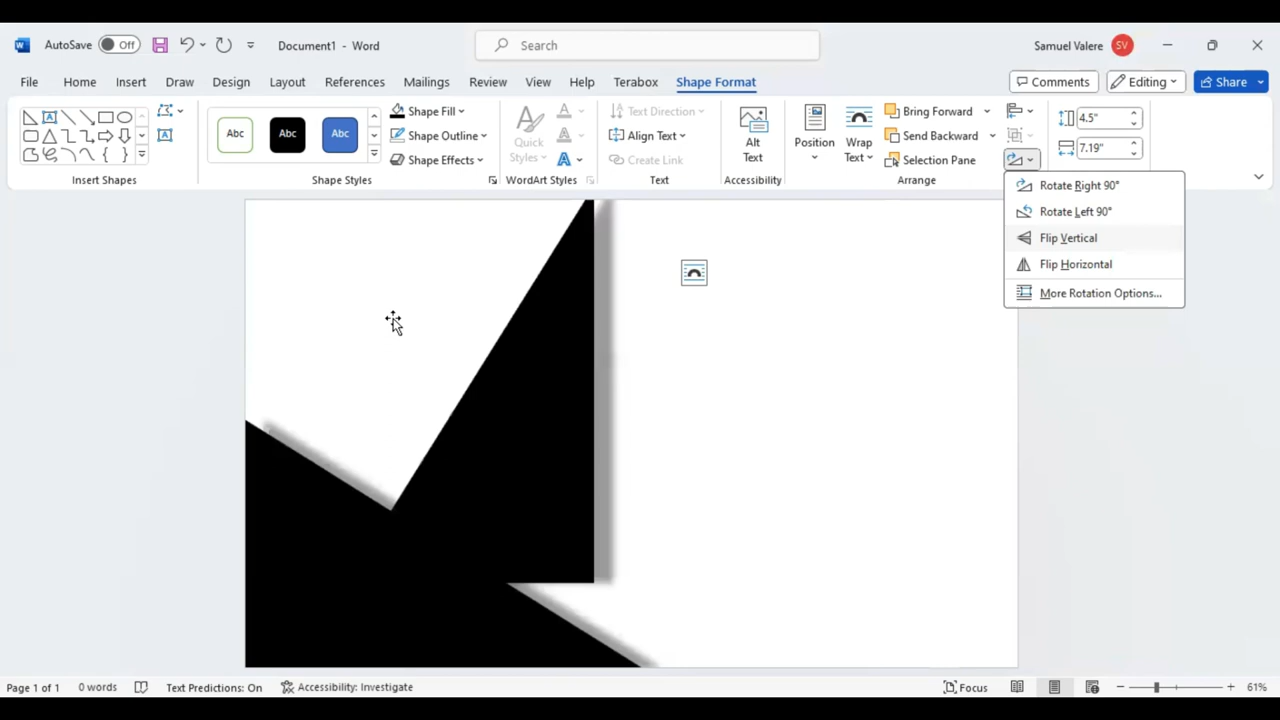 AutoSave Off Document1 - Word Search Samuel Valere SV
File Home Insert Draw Design Layout References Mailings Review View Help Terabox Shape Format Comments Editing Share
Abc Abc Abc
Shape Fill
Shape Outline
Shape Effects
Quick
Styles
Text Direction
Align Text
Create Link
Alt
Text
Position
Wrap
Text
Bring Forward
Send Backward
Selection Pane
4.5"
7.19"
Insert Shapes Shape Styles WordArt Styles Text Accessibility Arrange
Rotate Right 90°
Rotate Left 90°
Flip Vertical
Flip Horizontal
More Rotation Options...
Page 1 of 1 0 words Text Predictions: On Accessibility: Investigate Focus 61%